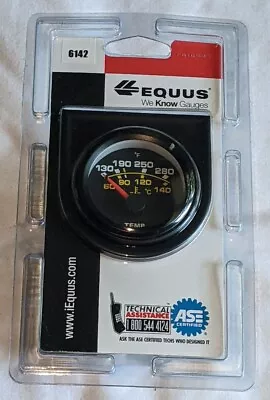 6142
EQUUS
We Know Gauges
°F
130 190 250 280
60 90 120 140
°C
TEMP
www.iEquus.com
TECHNICAL
ASSISTANCE
1 800 544 4124
ASE
CERTIFIED
ASK THE ASE CERTIFIED TECHS WHO DESIGNED IT